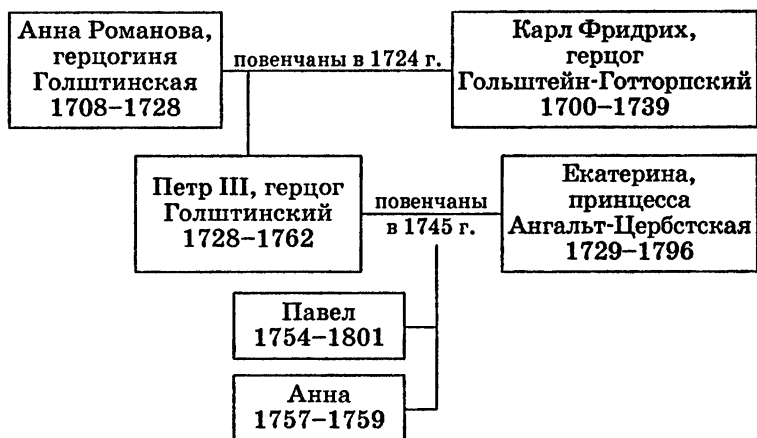 Анна Романова,
герцогиня
Голштинская
1708–1728
повенчаны в 1724 г.
Карл Фридрих,
герцог
Гольштейн-Готторпский
1700–1739
Петр III, герцог
Голштинский
1728–1762
повенчаны
в 1745 г.
Екатерина,
принцесса
Ангальт-Цербстская
1729–1796
Павел
1754–1801
Анна
1757–1759